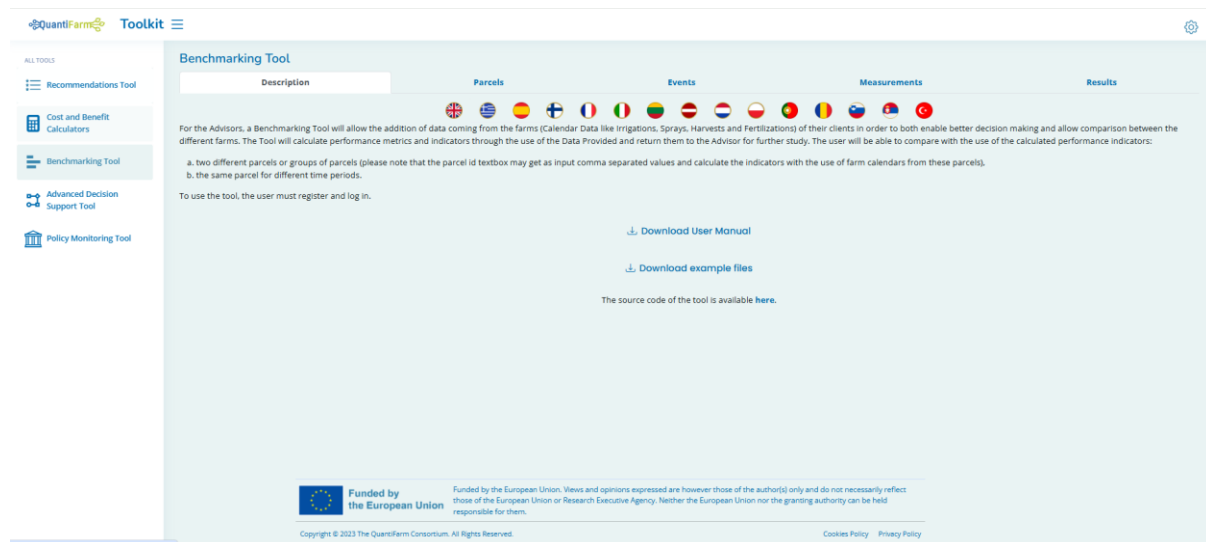 QuantiFarm Toolkit
ALL TOOLS
Recommendations Tool
Cost and Benefit
Calculators
Benchmarking Tool
Advanced Decision
Support Tool
Policy Monitoring Tool
Benchmarking Tool
Description Parcels Events Measurements Results
For the Advisors, a Benchmarking Tool will allow the addition of data coming from the farms (Calendar Data like Irrigations, Sprays, Harvests and Fertilizations) of their clients in order to both enable better decision making and allow comparison between the
different farms. The Tool will calculate performance metrics and indicators through the use of the Data Provided and return them to the Advisor for further study. The user will be able to compare with the use of the calculated performance indicators:
a. two different parcels or groups of parcels (please note that the parcel id textbox may get as input comma separated values and calculate the indicators with the use of farm calendars from these parcels),
b. the same parcel for different time periods.
To use the tool, the user must register and log in.
Download User Manual
Download example files
The source code of the tool is available here.
Funded by
the European Union
Funded by the European Union. Views and opinions expressed are however those of the author(s) only and do not necessarily reflect
those of the European Union or Research Executive Agency. Neither the European Union nor the granting authority can be held
responsible for them.
Copyright © 2023 The QuantiFarm Consortium. All Rights Reserved.
Cookies Policy Privacy Policy